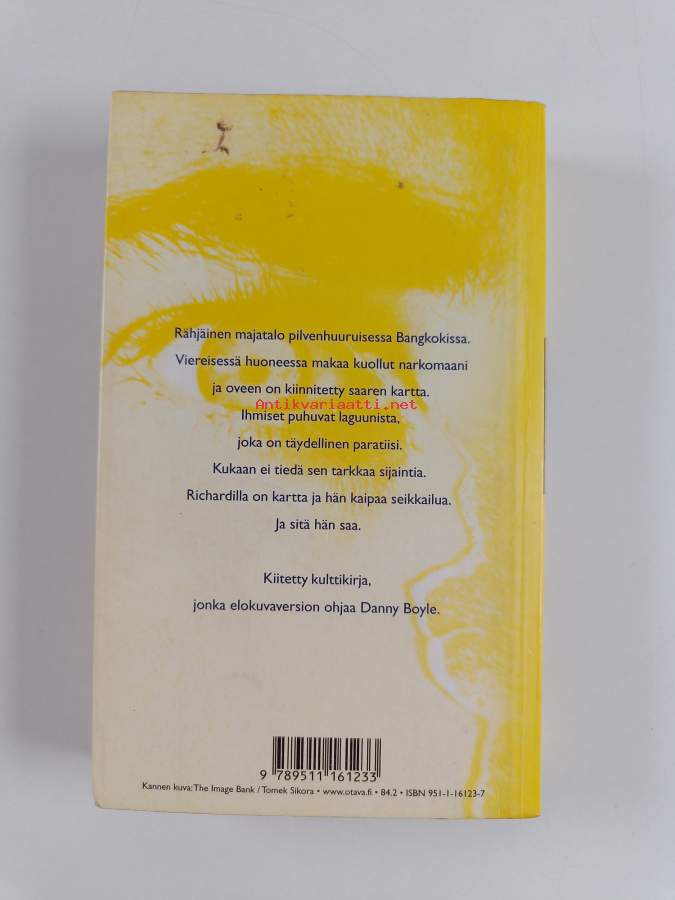 Rähjäinen majatalo pilvenhuuruisessa Bangkokissa.
Viereisessä huoneessa makaa kuollut narkomaani
ja oveen on kiinnitetty saaren kartta.
Antikvariaatti.net
Ihmiset puhuvat laguunista,
joka on täydellinen paratiisi.
Kukaan ei tiedä sen tarkkaa sijaintia.
Richardilla on kartta ja hän kaipaa seikkailua.
Ja sitä hän saa.
Kiitetty kulttikirja,
jonka elokuvaversion ohjaa Danny Boyle.
9 789511 161233
Kannen kuva: The Image Bank / Tomek Sikora • www.otava.fi • 84.2 • ISBN 951-1-16123-7